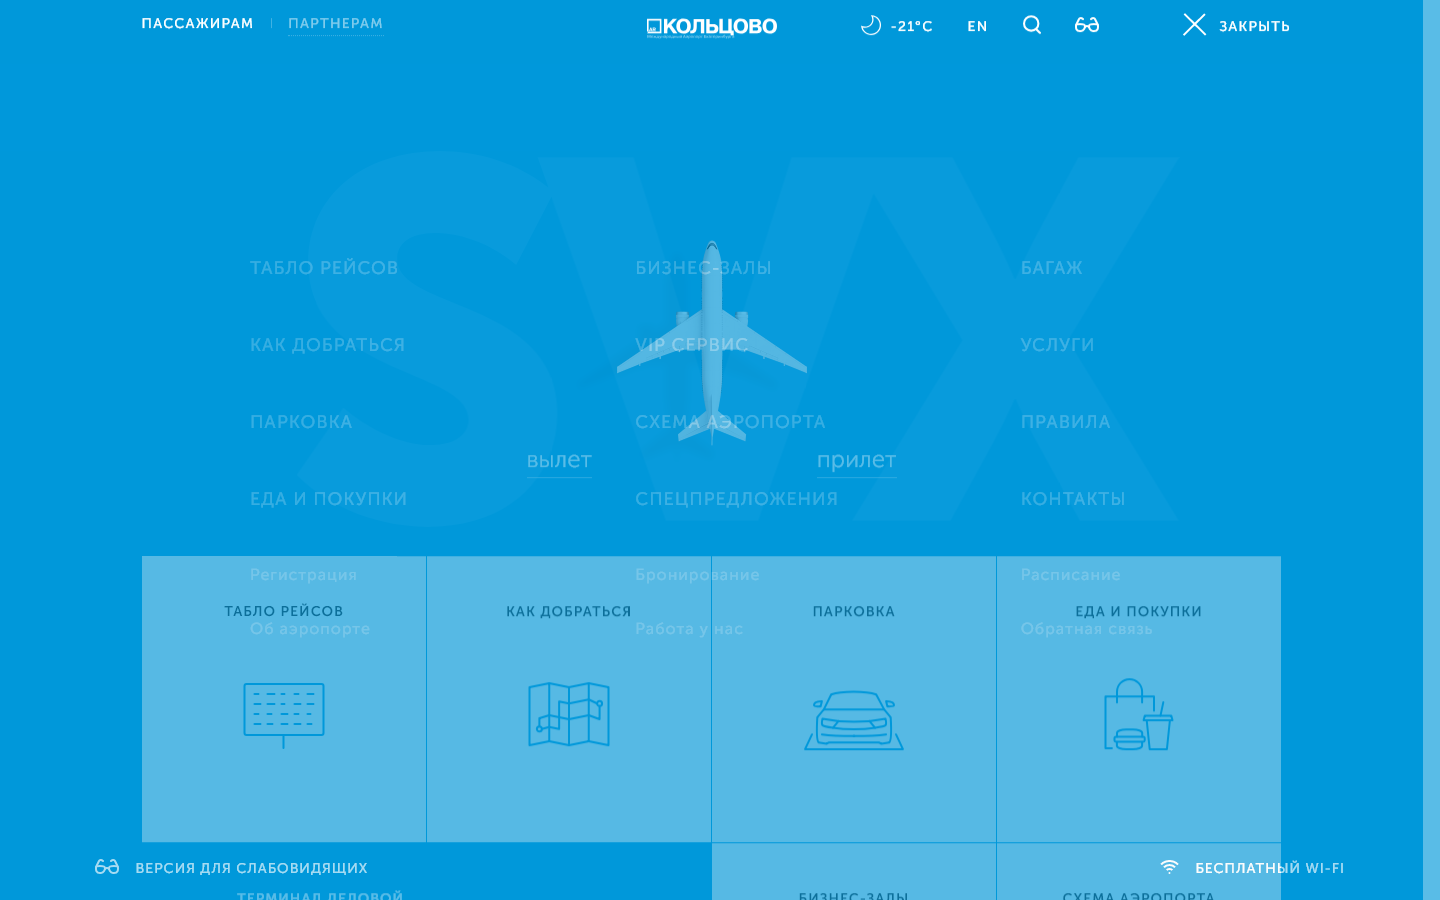 ПАССАЖИРАМ
ПАРТНЕРАМ
КОЛЬЦОВО
-21°C
EN
ЗАКРЫТЬ
SVX
ТАБЛО РЕЙСОВ
БИЗНЕС-ЗАЛЫ
БАГАЖ
КАК ДОБРАТЬСЯ
VIP СЕРВИС
УСЛУГИ
ПАРКОВКА
СХЕМА АЭРОПОРТА
ПРАВИЛА
вылет
прилет
ЕДА И ПОКУПКИ
СПЕЦПРЕДЛОЖЕНИЯ
КОНТАКТЫ
Регистрация
Бронирование
Расписание
ТАБЛО РЕЙСОВ
КАК ДОБРАТЬСЯ
ПАРКОВКА
ЕДА И ПОКУПКИ
Об аэропорте
Работа у нас
Обратная связь
ВЕРСИЯ ДЛЯ СЛАБОВИДЯЩИХ
БЕСПЛАТНЫЙ WI-FI
ТЕРМИНАЛ ДЕЛОВОЙ
БИЗНЕС-ЗАЛЫ
СХЕМА АЭРОПОРТА